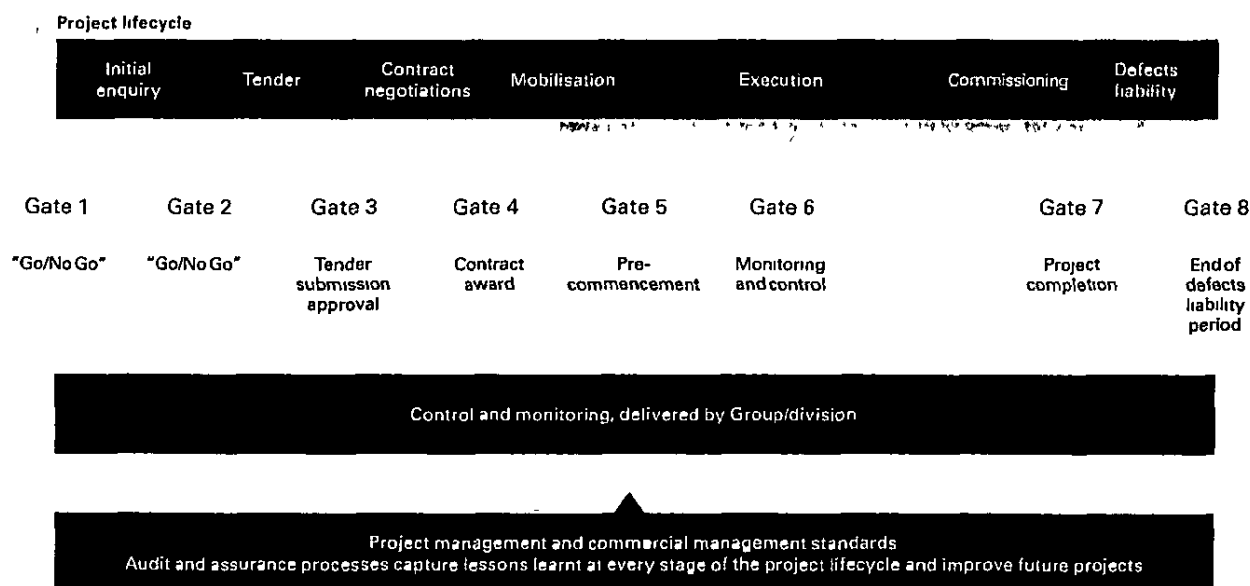 Project lifecycle
Initial enquiry
Tender
Contract negotiations
Mobilisation
Execution
Commissioning
Defects liability
Gate 1
Gate 2
Gate 3
Gate 4
Gate 5
Gate 6
Gate 7
Gate 8
"Go/No Go"
"Go/No Go"
Tender submission approval
Contract award
Pre-commencement
Monitoring and control
Project completion
End of defects liability period
Control and monitoring, delivered by Group/division
Project management and commercial management standards
Audit and assurance processes capture lessons learnt at every stage of the project lifecycle and improve future projects